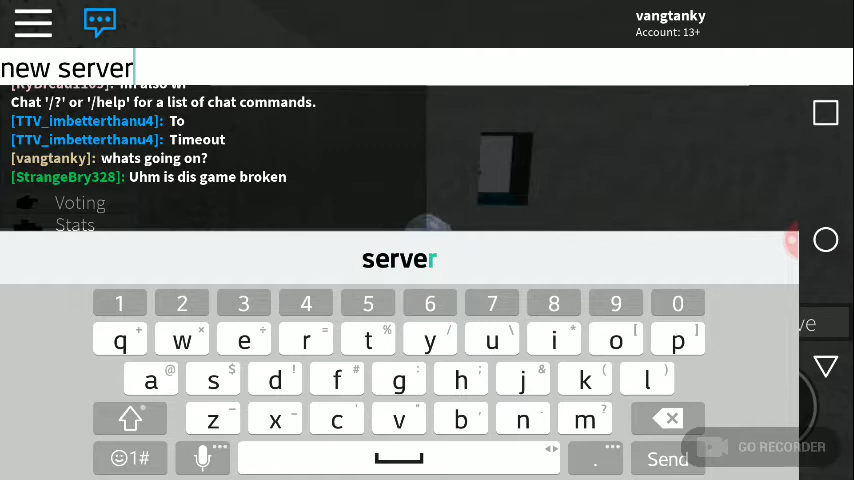 vangtanky
Account: 13+
new server
Chat '/?' or '/help' for a list of chat commands.
[TTV_imbetterthanu4]: To
[TTV_imbetterthanu4]: Timeout
[vangtanky]: whats going on?
[StrangeBry328]: Uhm is dis game broken
Voting
Stats
server
1 2 3 4 5 6 7 8 9 0
q w e r t y u i o p
a s d f g h j k l
z x c v b n m
☺1# . Send
GO RECORDER